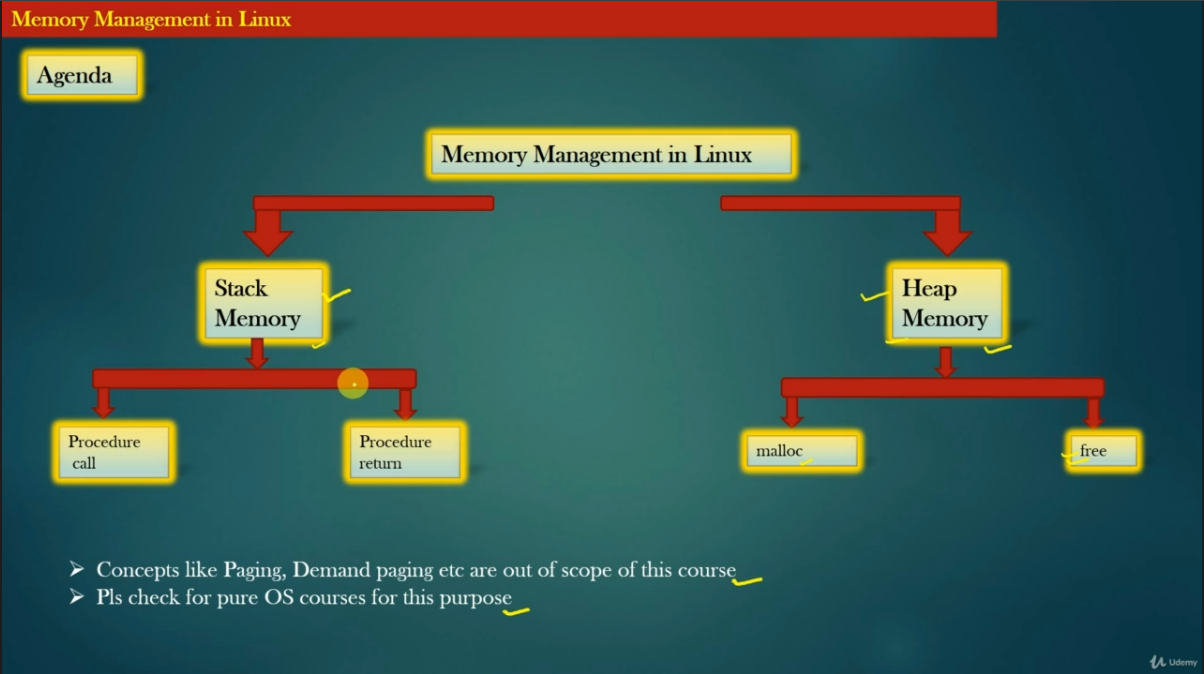 Memory Management in Linux
Agenda
Memory Management in Linux
Stack
Memory
Heap
Memory
Procedure
call
Procedure
return
malloc
free
Concepts like Paging, Demand paging etc are out of scope of this course
Pls check for pure OS courses for this purpose
Udemy